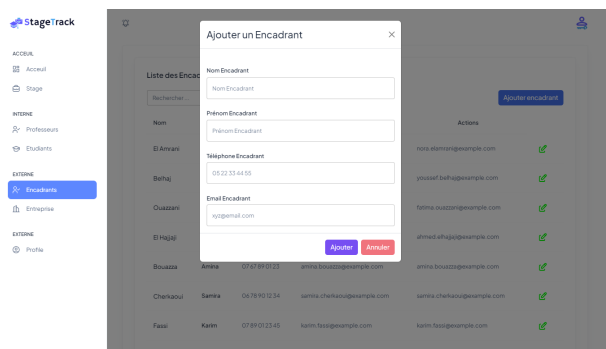 StageTrack
ACCEUIL
Acceuil
Stage
INTERNE
Professeurs
Etudiants
EXTERNE
Encadrants
Entreprise
EXTERNE
Profile
Ajouter un Encadrant
Nom Encadrant
Nom Encadrant
Prénom Encadrant
Prénom Encadrant
Téléphone Encadrant
05 22 33 44 55
Email Encadrant
xyz@email.com
Ajouter Annuler
Liste des Encad
Rechercher... Ajouter encadrant
Nom Actions
El Amrani nora.elamrani@example.com
Belhaj youssef.belhaj@example.com
Ouazzani fatima.ouazzani@example.com
El Hajjaji ahmed.elhajjaji@example.com
Bouazza Amina 07 67 89 01 23 amina.bouazza@example.com amina.bouazza@example.com
Cherkaoui Samira 06 78 90 12 34 samira.cherkaoui@example.com samira.cherkaoui@example.com
Fassi Karim 07 89 01 23 45 karim.fassi@example.com karim.fassi@example.com